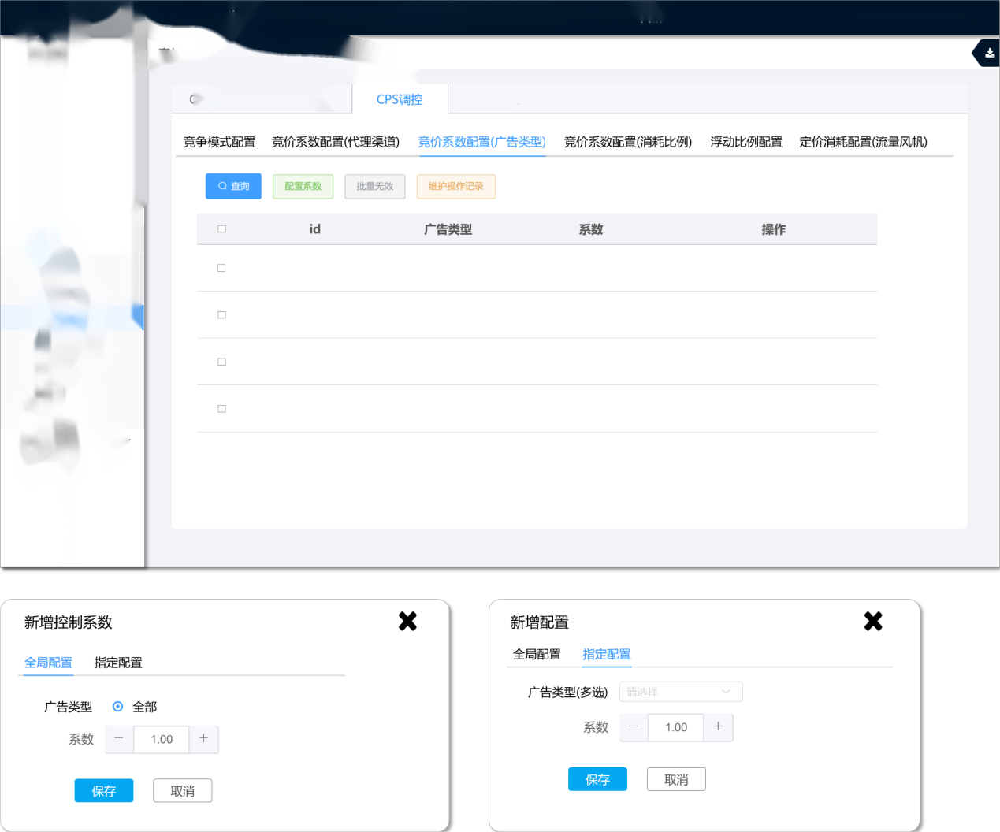 CPS调控
竞争模式配置 竞价系数配置(代理渠道) 竞价系数配置(广告类型) 竞价系数配置(消耗比例) 浮动比例配置 定价消耗配置(流量风帆)
查询 配置系数 批量无效 维护操作记录
id 广告类型 系数 操作
新增控制系数
全局配置 指定配置
广告类型 全部
系数 − 1.00 +
保存 取消
新增配置
全局配置 指定配置
广告类型(多选) 请选择
系数 − 1.00 +
保存 取消